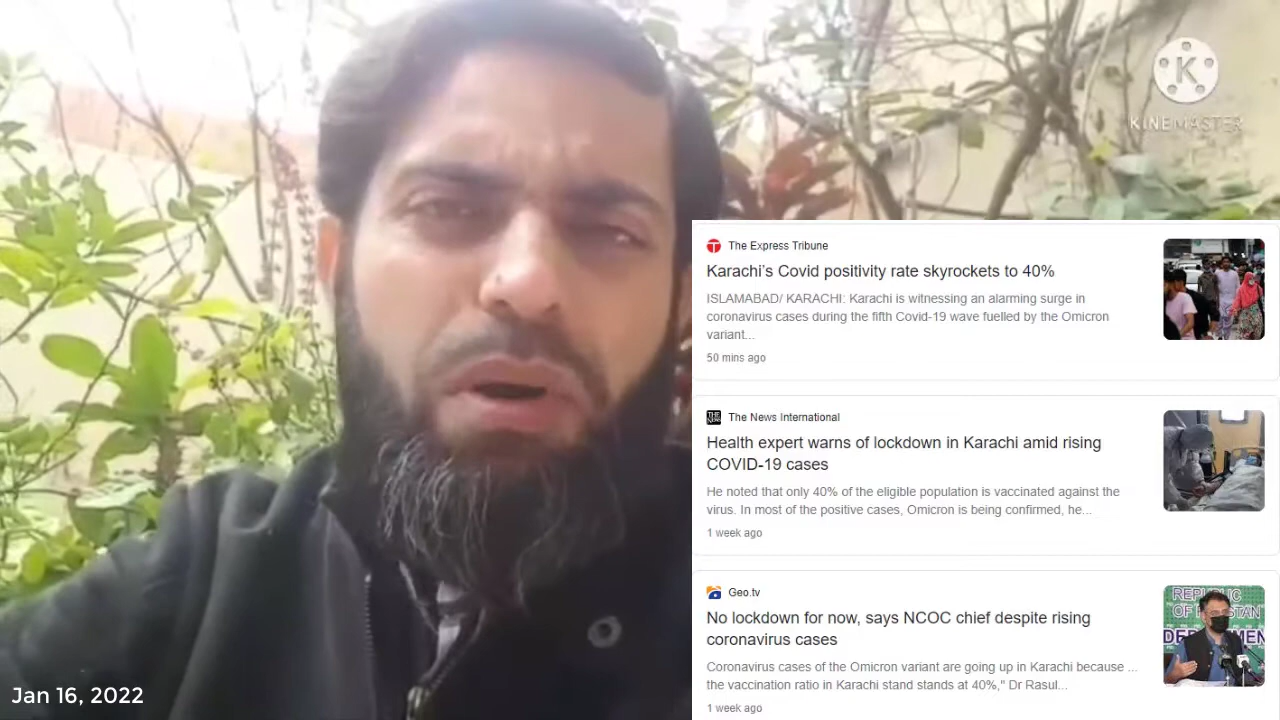 KINEMASTER
The Express Tribune
Karachi's Covid positivity rate skyrockets to 40%
ISLAMABAD/ KARACHI: Karachi is witnessing an alarming surge in
coronavirus cases during the fifth Covid-19 wave fuelled by the Omicron
variant...
50 mins ago
THE NEWS
The News International
Health expert warns of lockdown in Karachi amid rising
COVID-19 cases
He noted that only 40% of the eligible population is vaccinated against the
virus. In most of the positive cases, Omicron is being confirmed, he...
1 week ago
Geo.tv
No lockdown for now, says NCOC chief despite rising
coronavirus cases
Coronavirus cases of the Omicron variant are going up in Karachi because ...
the vaccination ratio in Karachi stand stands at 40%," Dr Rasul...
1 week ago
REPUBLIC
Jan 16, 2022